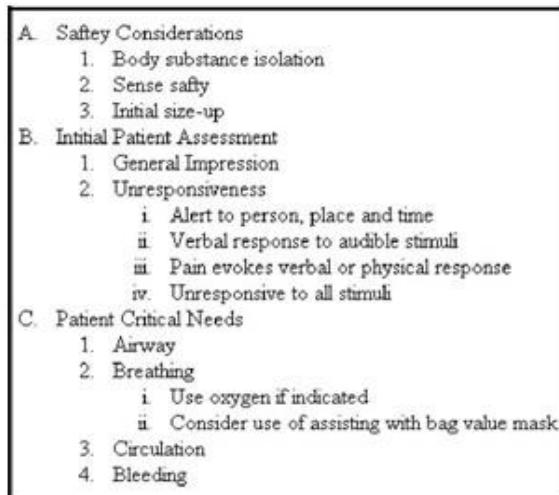 A. Saftey Considerations
1. Body substance isolation
2. Sense safty
3. Initial size-up
B. Intitial Patient Assessment
1. General Impression
2. Unresponsiveness
i. Alert to person, place and time
ii. Verbal response to audible stimuli
iii. Pain evokes verbal or physical response
iv. Unresponsive to all stimuli
C. Patient Critical Needs
1. Airway
2. Breathing
i. Use oxygen if indicated
ii. Consider use of assisting with bag value mask
3. Circulation
4. Bleeding